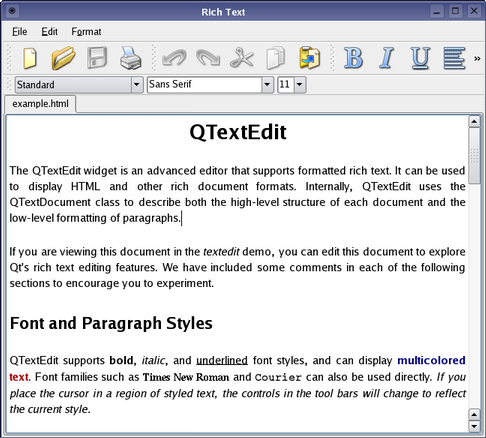 Rich Text
File Edit Format
B I U »
Standard Sans Serif 11
example.html
QTextEdit
The QTextEdit widget is an advanced editor that supports formatted rich text. It can be used
to display HTML and other rich document formats. Internally, QTextEdit uses the
QTextDocument class to describe both the high-level structure of each document and the
low-level formatting of paragraphs.
If you are viewing this document in the textedit demo, you can edit this document to explore
Qt's rich text editing features. We have included some comments in each of the following
sections to encourage you to experiment.
Font and Paragraph Styles
QTextEdit supports bold, italic, and underlined font styles, and can display multicolored
text. Font families such as Times New Roman and Courier can also be used directly. If you
place the cursor in a region of styled text, the controls in the tool bars will change to reflect
the current style.